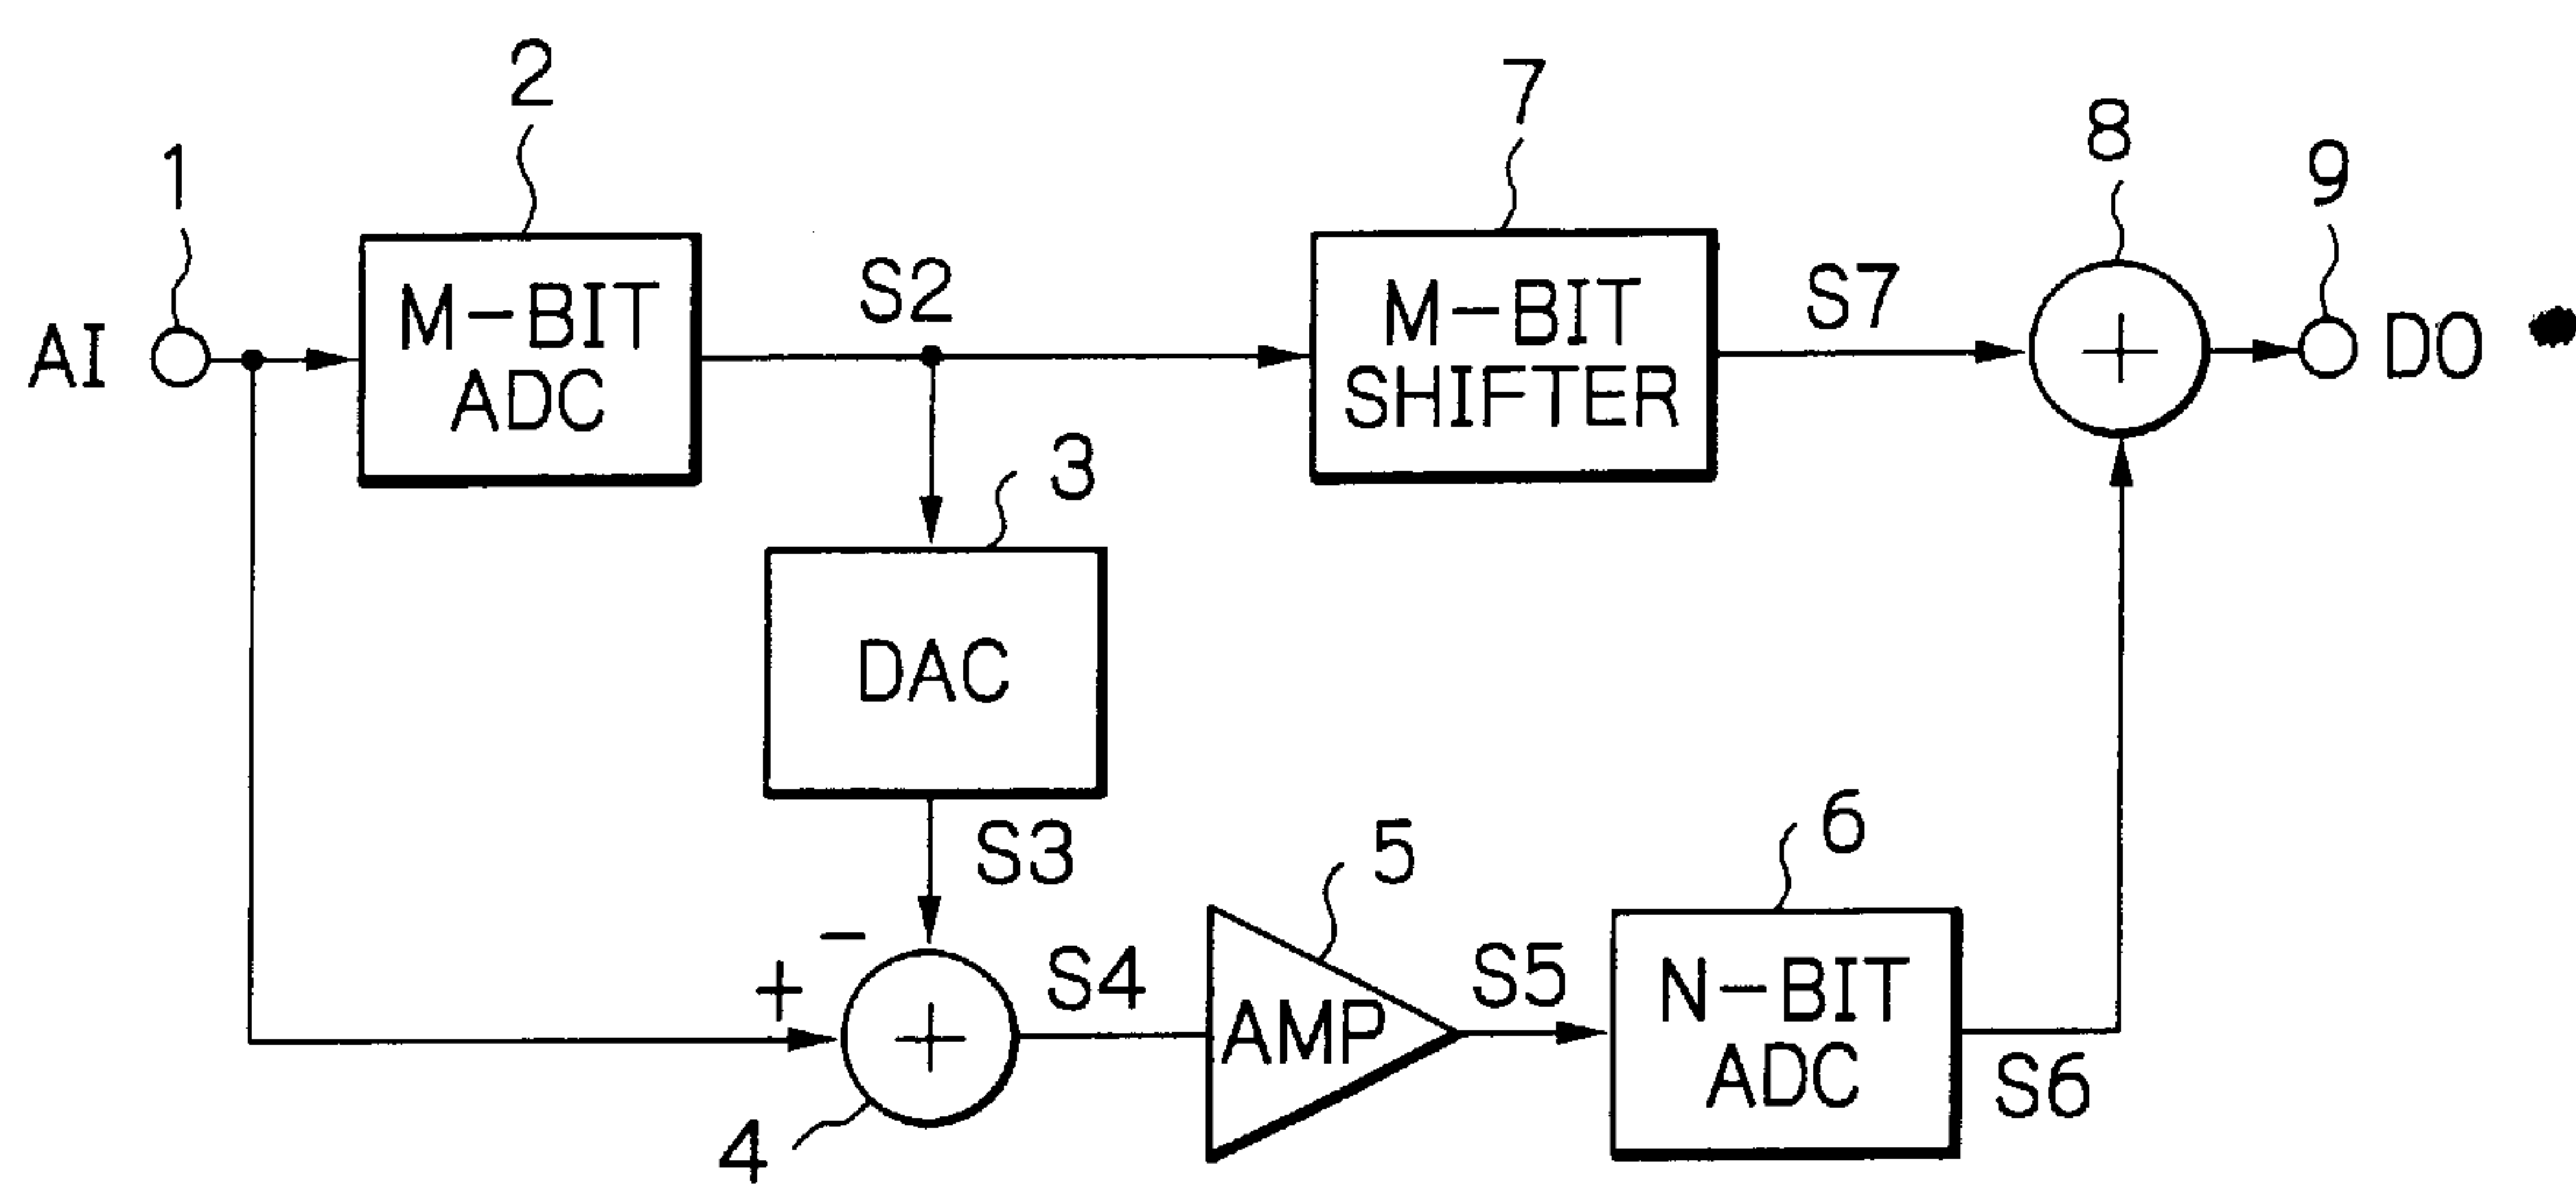 2
7
8
9
1
M-BIT
ADC
S2
M-BIT
SHIFTER
S7
+
AI
DO
3
DAC
S3
5
6
-
+
S4
AMP
S5
N-BIT
ADC
+
S6
4